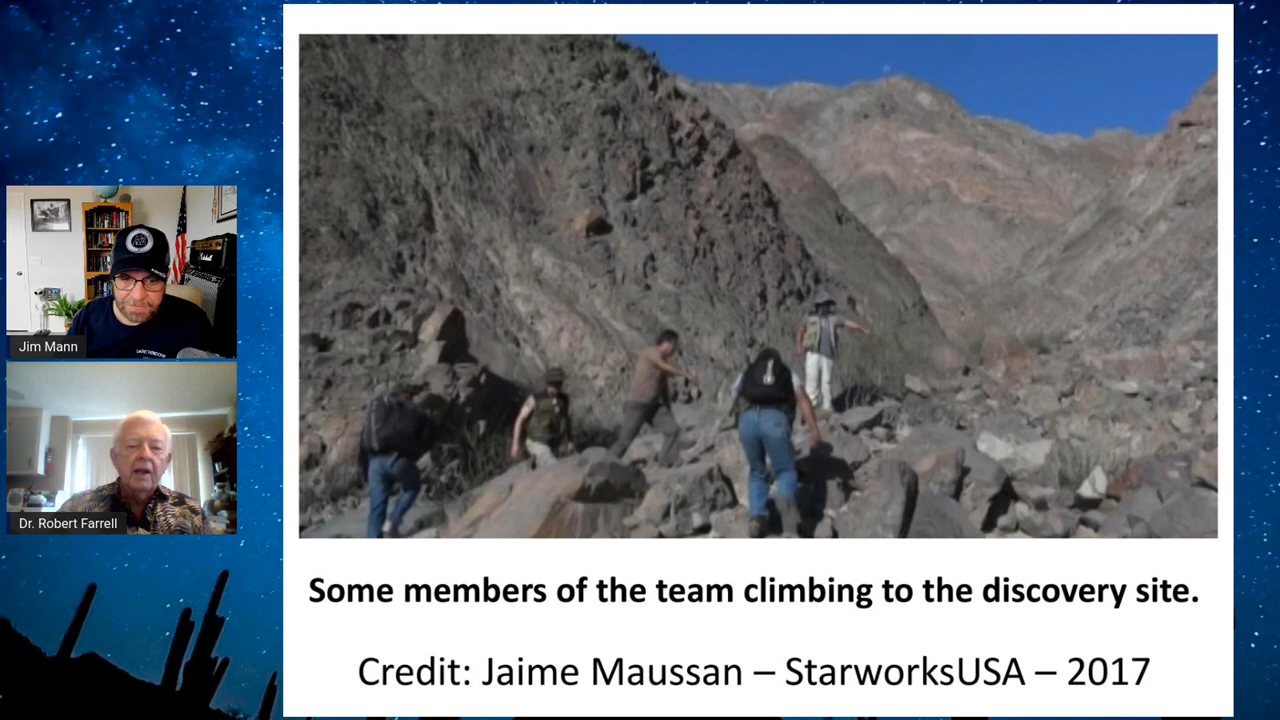 Jim Mann
Dr. Robert Farrell
Some members of the team climbing to the discovery site.
Credit: Jaime Maussan – StarworksUSA – 2017